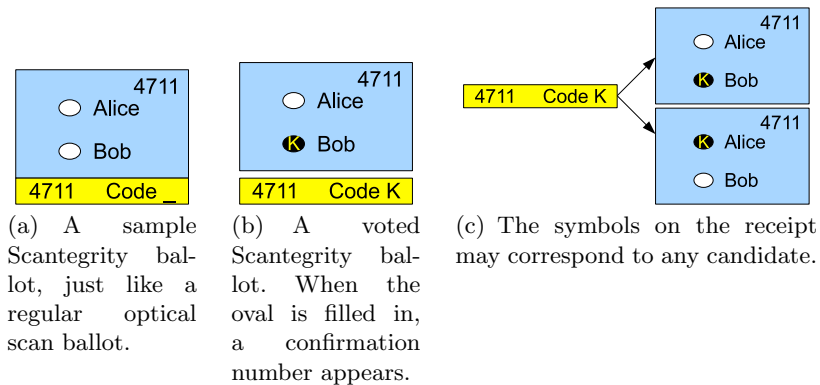 4711
Alice
Bob
4711 Code _
(a) A sample
Scantegrity bal-
lot, just like a
regular optical
scan ballot.
4711
Alice
K Bob
4711 Code K
(b) A voted
Scantegrity bal-
lot. When the
oval is filled in,
a confirmation
number appears.
4711 Code K
4711
Alice
K Bob
4711
K Alice
Bob
(c) The symbols on the receipt
may correspond to any candidate.